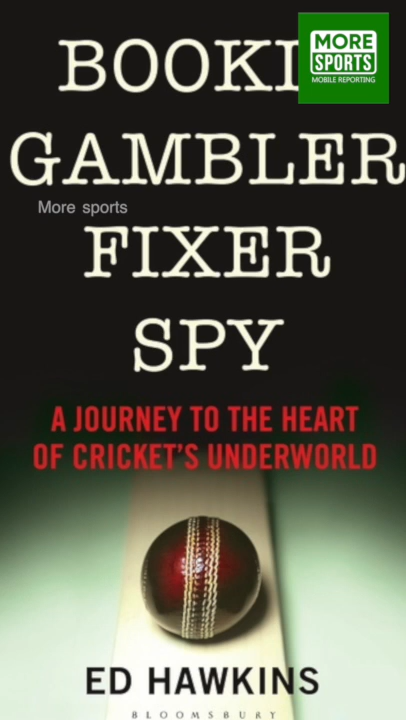 BOOKI
MORE
SPORTS
MOBILE REPORTING
GAMBLER
More sports
FIXER
SPY
A JOURNEY TO THE HEART
OF CRICKET'S UNDERWORLD
ED HAWKINS
BLOOMSBURY